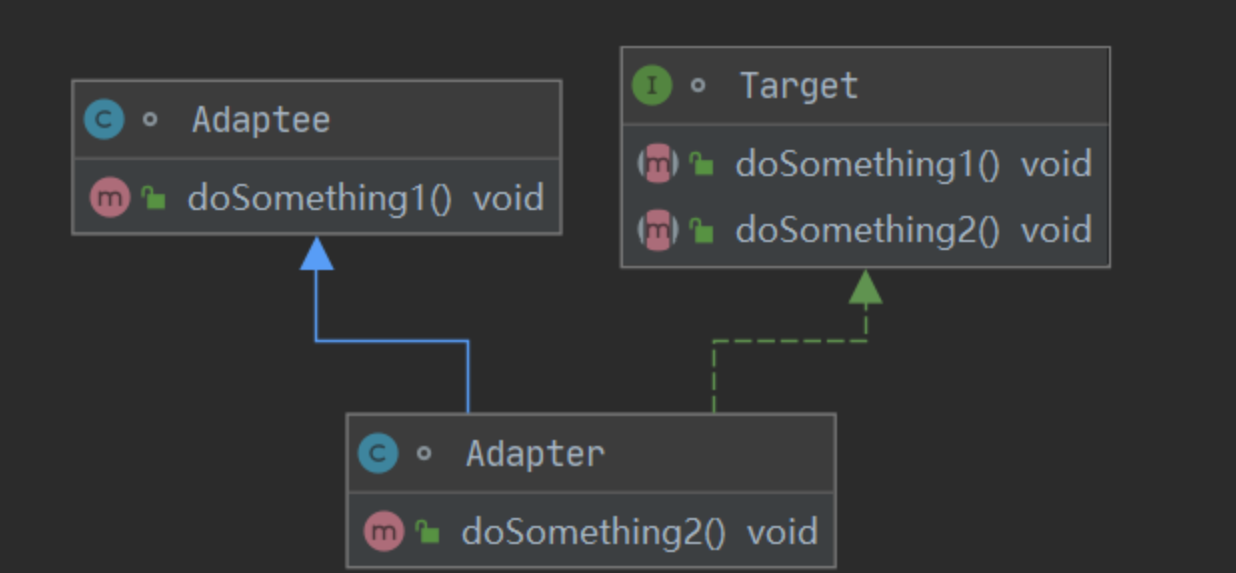 C Adaptee
m doSomething1() void
I Target
m doSomething1() void
m doSomething2() void
C Adapter
m doSomething2() void